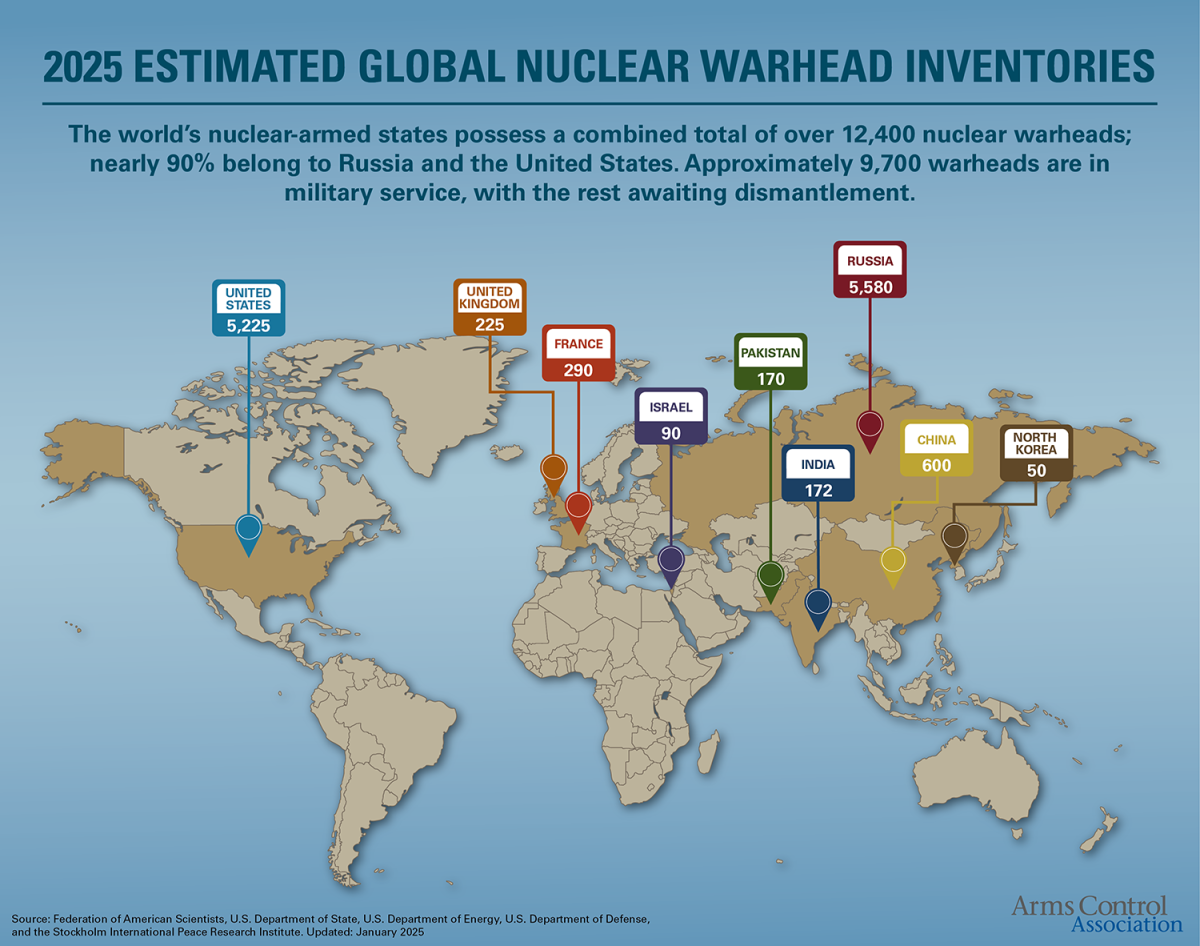 2025 ESTIMATED GLOBAL NUCLEAR WARHEAD INVENTORIES
The world's nuclear-armed states possess a combined total of over 12,400 nuclear warheads;
nearly 90% belong to Russia and the United States. Approximately 9,700 warheads are in
military service, with the rest awaiting dismantlement.
RUSSIA
5,580
UNITED
STATES
5,225
UNITED
KINGDOM
225
FRANCE
290
PAKISTAN
170
ISRAEL
90
INDIA
172
CHINA
600
NORTH
KOREA
50
Source: Federation of American Scientists, U.S. Department of State, U.S. Department of Energy, U.S. Department of Defense,
and the Stockholm International Peace Research Institute. Updated: January 2025
Arms Control
Association